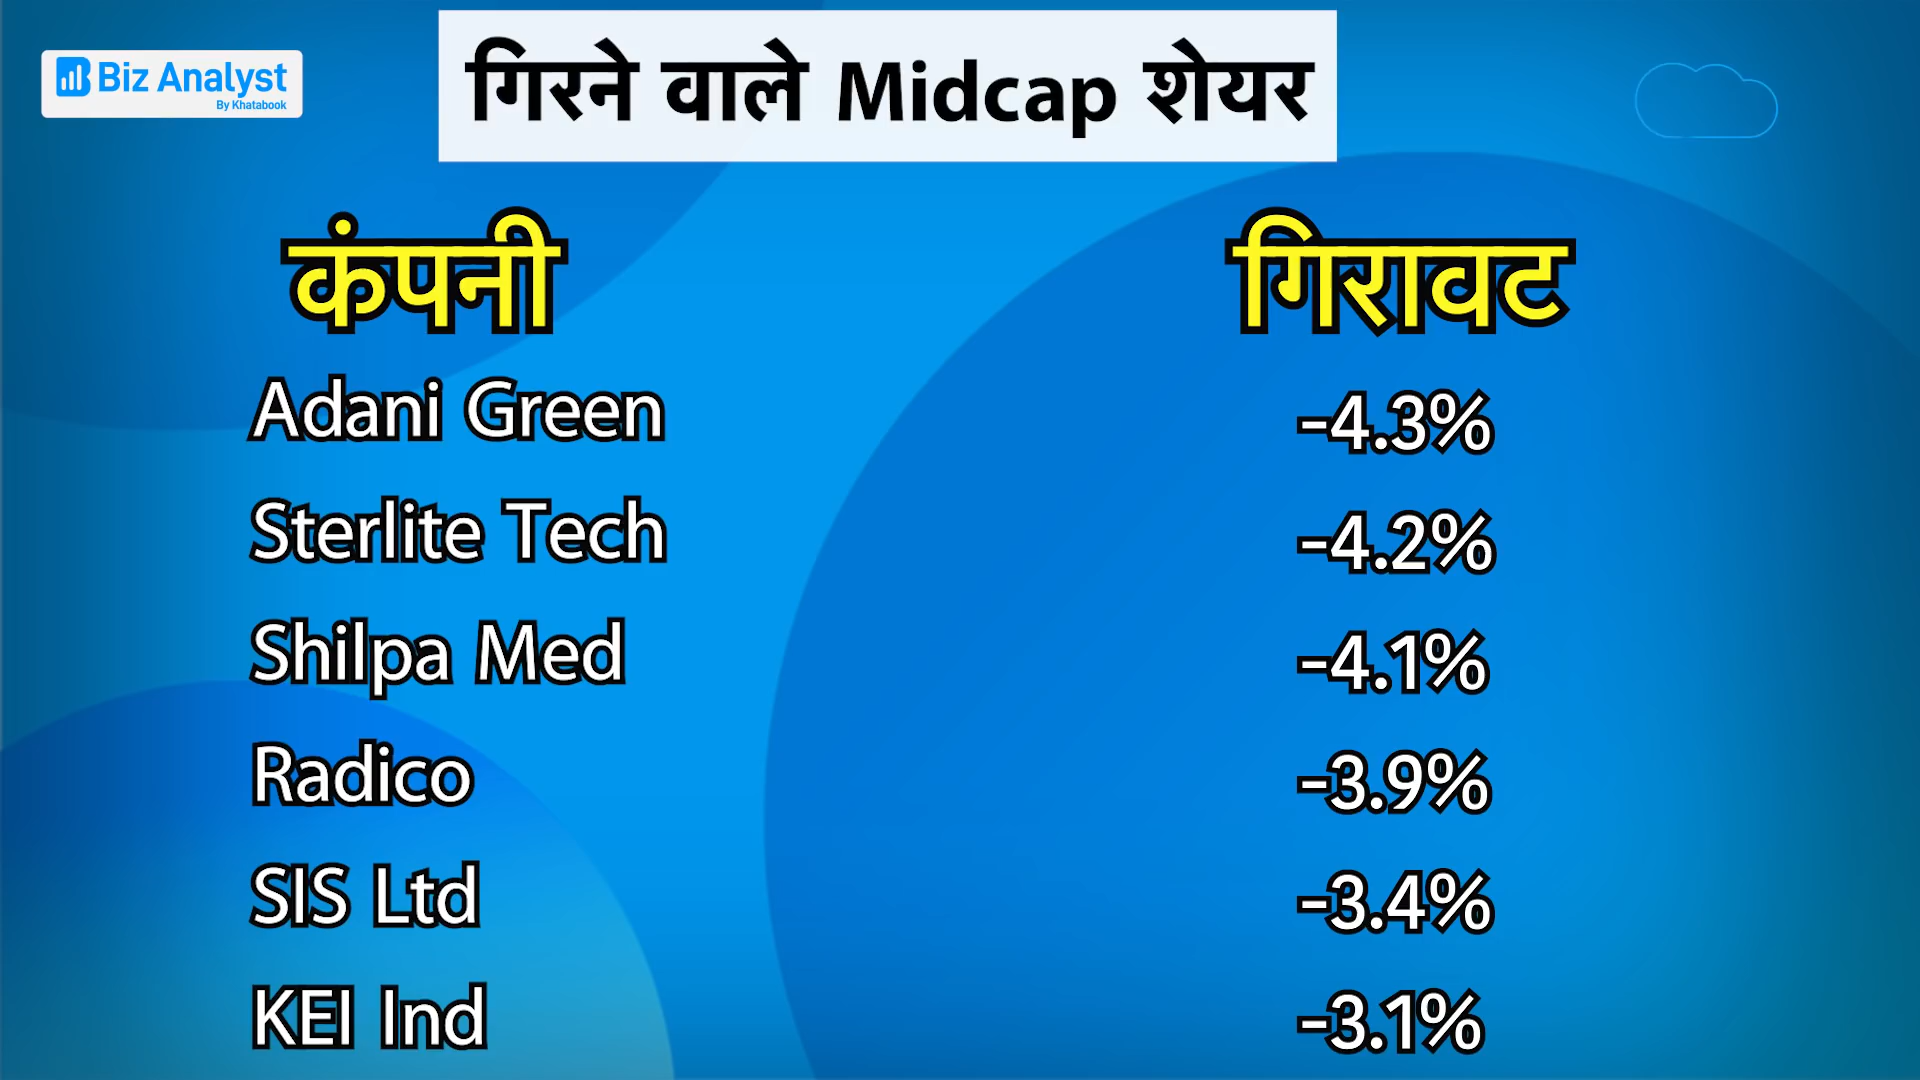 Biz Analyst
By Khatabook
गिरने वाले Midcap शेयर
कंपनी गिरावट
Adani Green -4.3%
Sterlite Tech -4.2%
Shilpa Med -4.1%
Radico -3.9%
SIS Ltd -3.4%
KEI Ind -3.1%